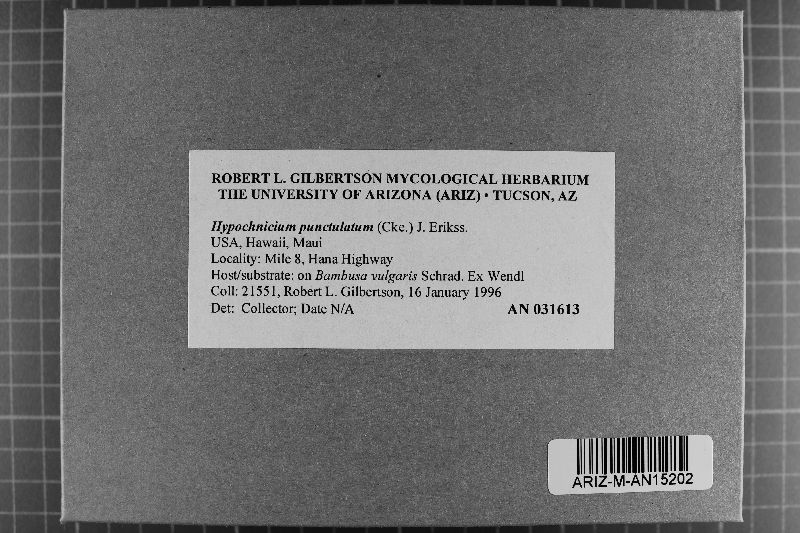 ROBERT L. GILBERTSON MYCOLOGICAL HERBARIUM
THE UNIVERSITY OF ARIZONA (ARIZ) • TUCSON, AZ
Hypochnicium punctulatum (Cke.) J. Erikss.
USA, Hawaii, Maui
Locality: Mile 8, Hana Highway
Host/substrate: on Bambusa vulgaris Schrad. Ex Wendl
Coll: 21551, Robert L. Gilbertson, 16 January 1996
Det: Collector; Date N/A AN 031613
ARIZ-M-AN15202